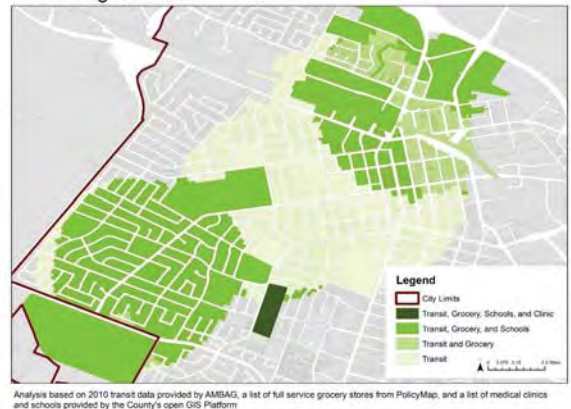 Legend
City Limits
Transit, Grocery, Schools, and Clinic
Transit, Grocery, and Schools
Transit and Grocery
Transit
Analysis based on 2010 transit data provided by AMBAG, a list of full service grocery stores from PolicyMap, and a list of medical clinics
and schools provided by the County's open GIS Platform